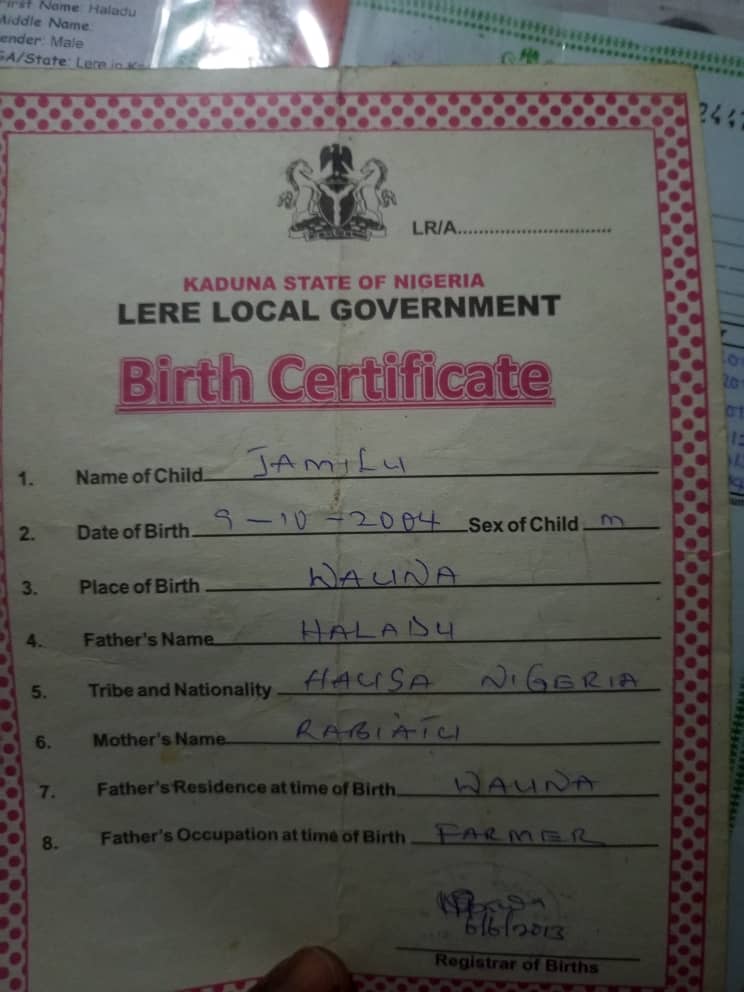 First Name: Haladu
Middle Name:
ender: Male
GA/State: Lere in
LR/A..............................
KADUNA STATE OF NIGERIA
LERE LOCAL GOVERNMENT
Birth Certificate
1. Name of Child JAMILU
2. Date of Birth 9-10-2004 Sex of Child m
3. Place of Birth WAUNA
4. Father's Name HALADU
5. Tribe and Nationality HAUSA NIGERIA
6. Mother's Name RABIATU
7. Father's Residence at time of Birth WAUNA
8. Father's Occupation at time of Birth FARMER
6/6/2013
Registrar of Births